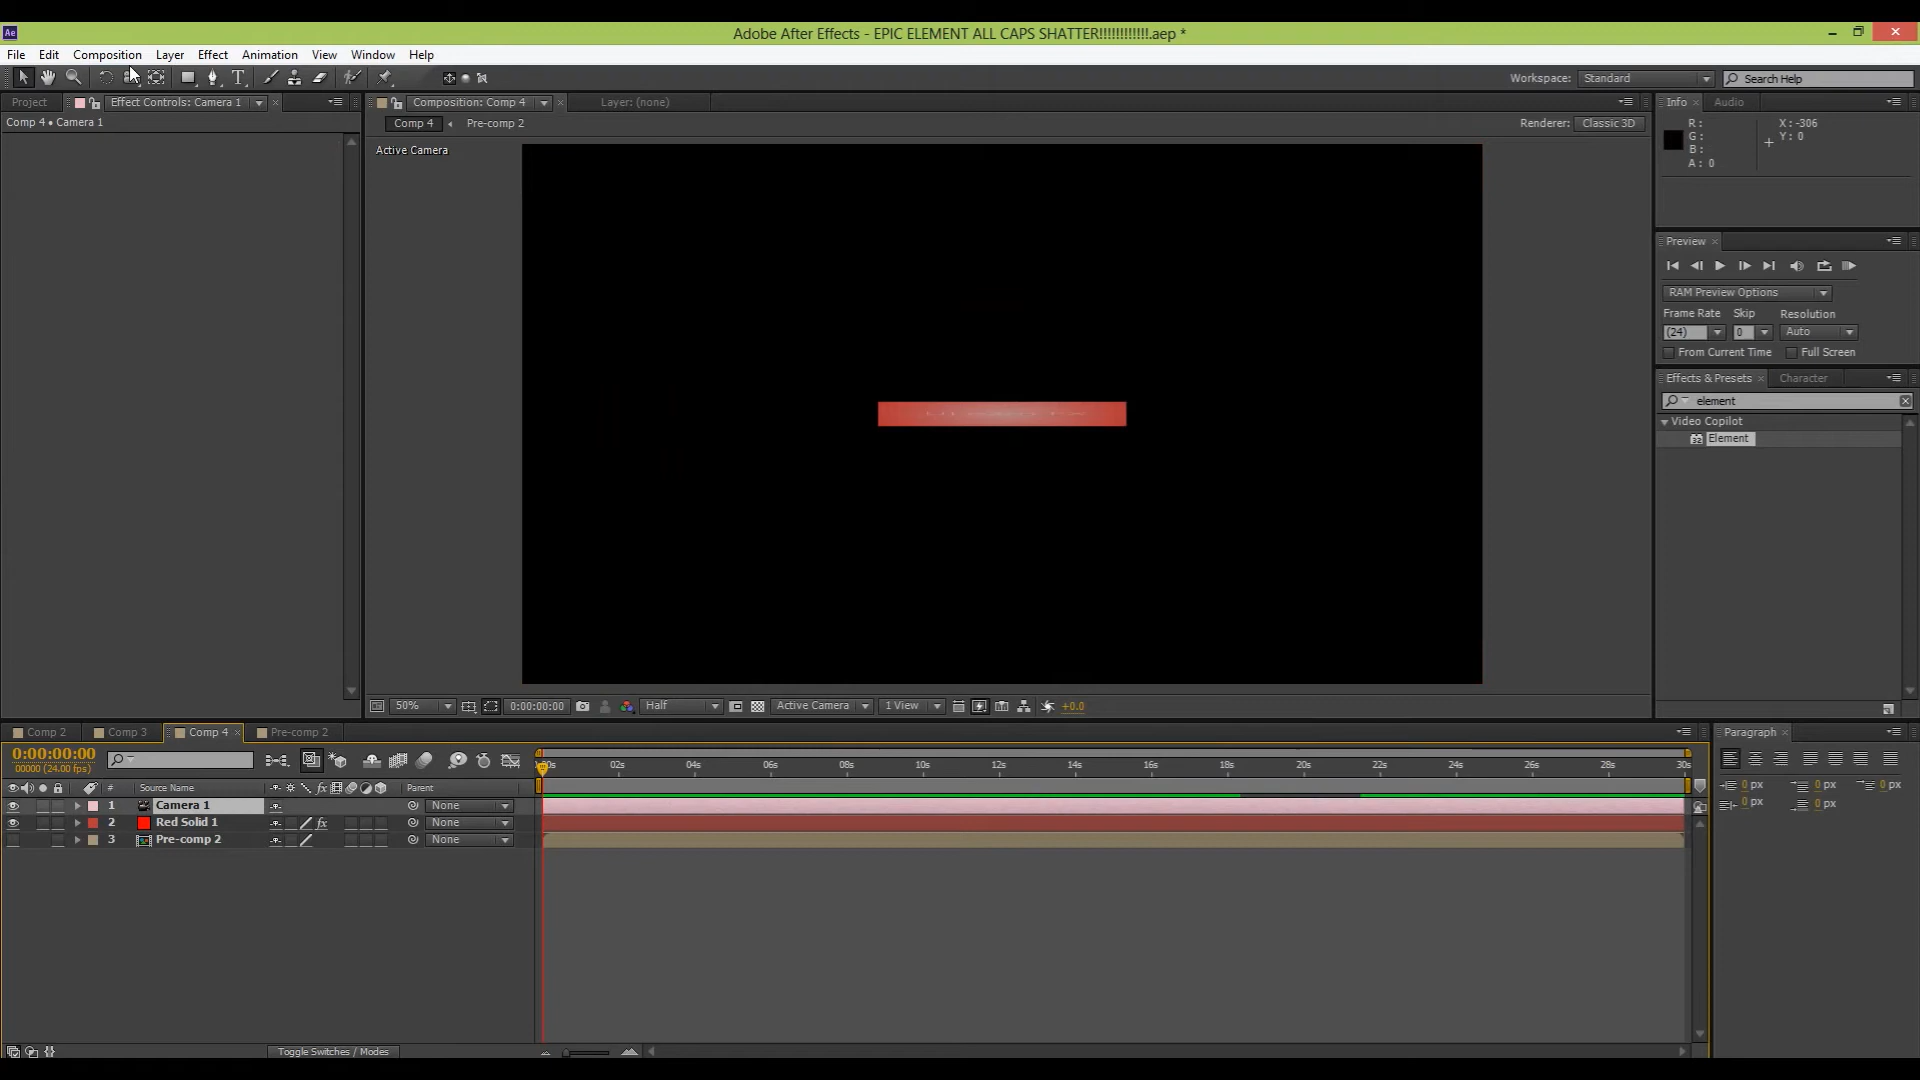 Ae
Adobe After Effects - EPIC ELEMENT ALL CAPS SHATTER!!!!!!!!!!!!.aep *
File Edit Composition Layer Effect Animation View Window Help
T
Workspace: Standard Search Help
Project Effect Controls: Camera 1 Composition: Comp 4 Layer: (none) Info Audio
Comp 4 • Camera 1
Comp 4 Pre-comp 2 Renderer: Classic 3D
Active Camera
R :
G :
B :
A : 0
X : -306
Y : 0
Preview
RAM Preview Options
Frame Rate Skip Resolution
(24) 0 Auto
From Current Time Full Screen
Effects & Presets Character
element
Video Copilot
32 Element
50% 0:00:00:00 Half Active Camera 1 View +0.0
Comp 2 Comp 3 Comp 4 Pre-comp 2 Paragraph
0:00:00:00
00000 (24.00 fps)
02s 04s 06s 08s 10s 12s 14s 16s 18s 20s 22s 24s 26s 28s 30s
# Source Name fx Parent
1 Camera 1 None
2 Red Solid 1 fx None
3 Pre-comp 2 None
0 px 0 px 0 px
0 px 0 px
Toggle Switches / Modes